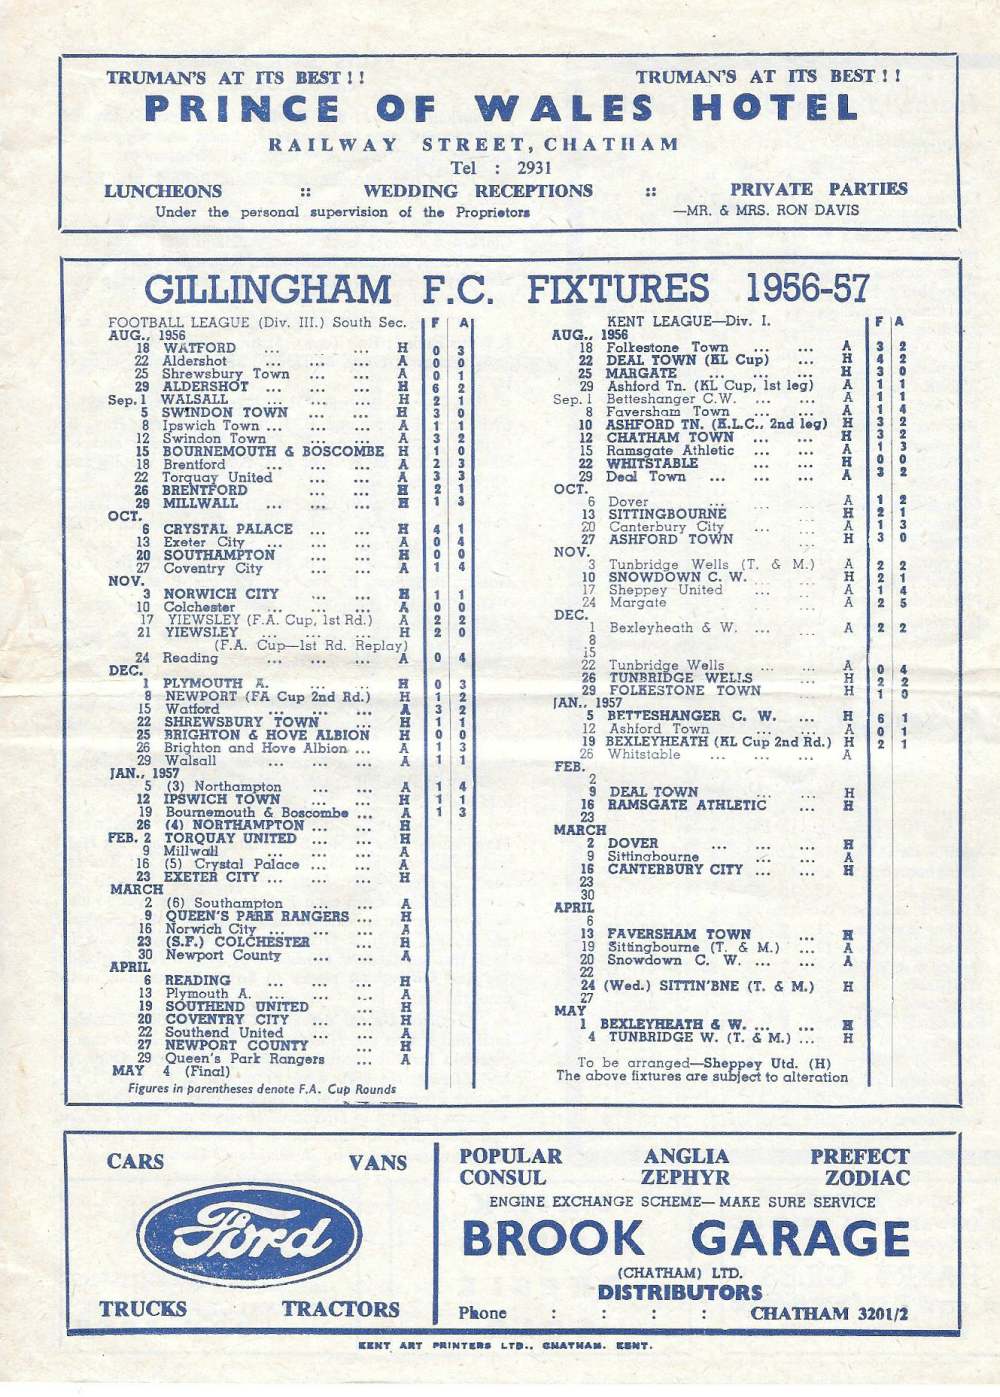 TRUMAN'S AT ITS BEST!! TRUMAN'S AT ITS BEST!!
PRINCE OF WALES HOTEL
RAILWAY STREET, CHATHAM
Tel : 2931
LUNCHEONS :: WEDDING RECEPTIONS :: PRIVATE PARTIES
Under the personal supervision of the Proprietors —MR. & MRS. RON DAVIS
GILLINGHAM F.C. FIXTURES 1956-57
FOOTBALL LEAGUE (Div. III.) South Sec. F A
AUG., 1956
18 WATFORD ... ... H 0 3
22 Aldershot ... ... A 0 0
25 Shrewsbury Town ... ... A 0 1
29 ALDERSHOT ... ... H 6 2
Sep. 1 WALSALL ... ... ... H 2 1
5 SWINDON TOWN ... ... H 3 0
8 Ipswich Town ... ... ... A 1 1
12 Swindon Town ... ... A 3 2
15 BOURNEMOUTH & BOSCOMBE H 1 0
18 Brentford ... ... A 2 3
22 Torquay United ... ... A 3 3
26 BRENTFORD ... ... H 2 1
29 MILLWALL ... ... ... H 1 3
OCT.
6 CRYSTAL PALACE ... ... H 4 1
13 Exeter City ... ... ... A 0 4
20 SOUTHAMPTON ... ... H 0 0
27 Coventry City ... ... A 1 4
NOV.
3 NORWICH CITY ... ... H 1 1
10 Colchester ... ... ... A 0 0
17 YIEWSLEY (F.A. Cup, 1st Rd.) A 2 2
21 YIEWSLEY ... ... ... H 2 0
(F.A. Cup—1st Rd. Replay)
24 Reading ... ... ... A 0 4
DEC.
1 PLYMOUTH A. ... ... H 0 3
8 NEWPORT (FA Cup 2nd Rd.) H 1 2
15 Watford ... ... ... A 3 2
22 SHREWSBURY TOWN ... H 1 1
25 BRIGHTON & HOVE ALBION H 0 0
26 Brighton and Hove Albion ... A 1 3
29 Walsall ... ... ... A 1 1
JAN., 1957
5 (3) Northampton ... ... A 1 4
12 IPSWICH TOWN ... ... H 1 1
19 Bournemouth & Boscombe ... A 1 3
26 (4) NORTHAMPTON ... ... H
FEB. 2 TORQUAY UNITED ... ... H
9 Millwall ... ... ... A
16 (5) Crystal Palace ... ... A
23 EXETER CITY ... ... ... H
MARCH
2 (6) Southampton ... ... A
9 QUEEN'S PARK RANGERS ... H
16 Norwich City ... ... ... A
23 (S.F.) COLCHESTER ... H
30 Newport County ... ... A
APRIL
6 READING ... ... ... H
13 Plymouth A. ... ... ... A
19 SOUTHEND UNITED ... H
20 COVENTRY CITY ... ... H
22 Southend United ... ... A
27 NEWPORT COUNTY ... H
29 Queen's Park Rangers ... A
MAY 4 (Final)
Figures in parentheses denote F.A. Cup Rounds
KENT LEAGUE—Div. I. F A
AUG., 1956
18 Folkestone Town ... ... A 3 2
22 DEAL TOWN (KL Cup) ... H 4 2
25 MARGATE ... ... ... H 3 0
29 Ashford Tn. (KL Cup, 1st leg) A 1 1
Sep. 1 Betteshanger C.W. ... ... A 1 1
8 Faversham Town ... ... A 1 4
10 ASHFORD TN. (K.L.C., 2nd leg) H 3 2
12 CHATHAM TOWN ... ... H 3 2
15 Ramsgate Athletic ... ... A 1 3
22 WHITSTABLE ... ... H 0 0
29 Deal Town ... ... ... A 3 2
OCT.
6 Dover ... ... ... A 1 2
13 SITTINGBOURNE ... ... H 2 1
20 Canterbury City ... ... A 1 3
27 ASHFORD TOWN ... H 3 0
NOV.
3 Tunbridge Wells (T. & M.) A 2 2
10 SNOWDOWN C. W. ... H 2 1
17 Sheppey United ... ... A 1 4
24 Margate ... ... ... A 2 5
DEC.
1 Bexleyheath & W. ... ... A 2 2
8
15
22 Tunbridge Wells ... ... A 0 4
26 TUNBRIDGE WELLS ... H 2 2
29 FOLKESTONE TOWN ... H 1 0
JAN., 1957
5 BETTESHANGER C. W. ... H 6 1
12 Ashford Town ... ... A 0 1
19 BEXLEYHEATH (KL Cup 2nd Rd.) H 2 1
26 Whitstable ... ... ... A
FEB.
2
9 DEAL TOWN ... ... H
16 RAMSGATE ATHLETIC ... H
23
MARCH
2 DOVER ... ... ... H
9 Sittingbourne ... ... A
16 CANTERBURY CITY ... ... H
23
30
APRIL
6
13 FAVERSHAM TOWN ... H
19 Sittingbourne (T. & M.) ... A
20 Snowdown C. W. ... ... A
22
24 (Wed.) SITTIN'BNE (T. & M.) H
27
MAY
1 BEXLEYHEATH & W. ... ... H
4 TUNBRIDGE W. (T. & M.) ... H
To be arranged—Sheppey Utd. (H)
The above fixtures are subject to alteration
CARS VANS
Ford
TRUCKS TRACTORS
POPULAR ANGLIA PREFECT
CONSUL ZEPHYR ZODIAC
ENGINE EXCHANGE SCHEME—MAKE SURE SERVICE
BROOK GARAGE
(CHATHAM) LTD.
DISTRIBUTORS
Phone : : : : CHATHAM 3201/2
KENT ART PRINTERS LTD., CHATHAM, KENT.